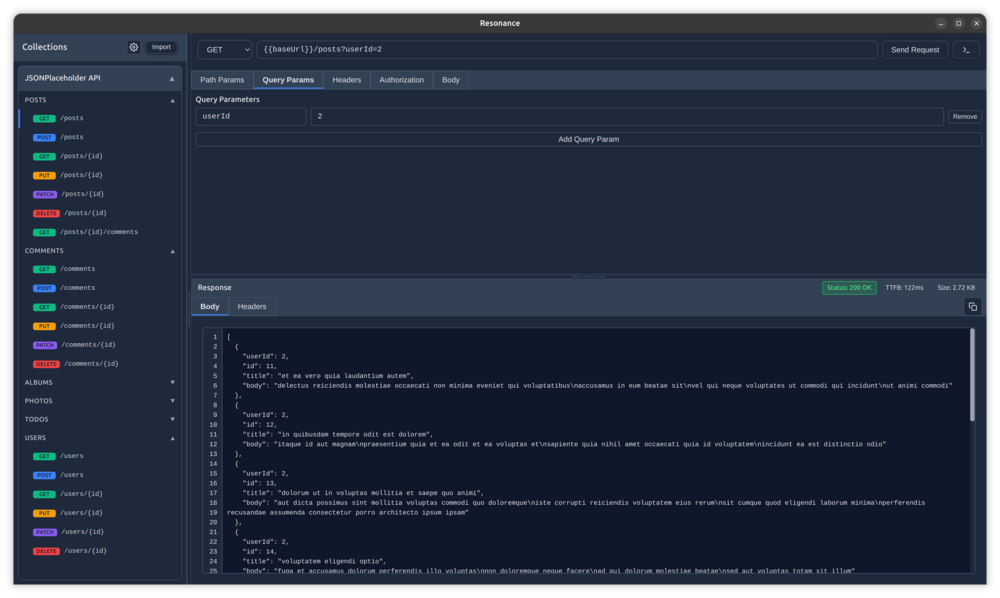 Resonance
Collections
Import
JSONPlaceholder API
POSTS
GET /posts
POST /posts
GET /posts/{id}
PUT /posts/{id}
PATCH /posts/{id}
DELETE /posts/{id}
GET /posts/{id}/comments
COMMENTS
GET /comments
POST /comments
GET /comments/{id}
PUT /comments/{id}
PATCH /comments/{id}
DELETE /comments/{id}
ALBUMS
PHOTOS
TODOS
USERS
GET /users
POST /users
GET /users/{id}
PUT /users/{id}
PATCH /users/{id}
DELETE /users/{id}
GET {{baseUrl}}/posts?userId=2 Send Request >_
Path Params Query Params Headers Authorization Body
Query Parameters
userId 2 Remove
Add Query Param
Response Status: 200 OK TTFB: 122ms Size: 2.72 KB
Body Headers
1 [
2 {
3 "userId": 2,
4 "id": 11,
5 "title": "et ea vero quia laudantium autem",
6 "body": "delectus reiciendis molestiae occaecati non minima eveniet qui voluptatibus\naccusamus in eum beatae sit\nvel qui neque voluptates ut commodi qui incidunt\nut animi commodi"
7 },
8 {
9 "userId": 2,
10 "id": 12,
11 "title": "in quibusdam tempore odit est dolorem",
12 "body": "itaque id aut magnam\npraesentium quia et ea odit et ea voluptas et\nsapiente quia nihil amet occaecati quia id voluptatem\nincidunt ea est distinctio odio"
13 },
14 {
15 "userId": 2,
16 "id": 13,
17 "title": "dolorum ut in voluptas mollitia et saepe quo animi",
18 "body": "aut dicta possimus sint mollitia voluptas commodi quo doloremque\niste corrupti reiciendis voluptatem eius rerum\nsit cumque quod eligendi laborum minima\nperferendis
19 recusandae assumenda consectetur porro architecto ipsum ipsam"
20 },
21 {
22 "userId": 2,
23 "id": 14,
24 "title": "voluptatem eligendi optio",
25 "body": "fuga et accusamus dolorum perferendis illo voluptas\nnon doloremque neque facere\nad qui dolorum molestiae beatae\nsed aut voluptas totam sit illum"